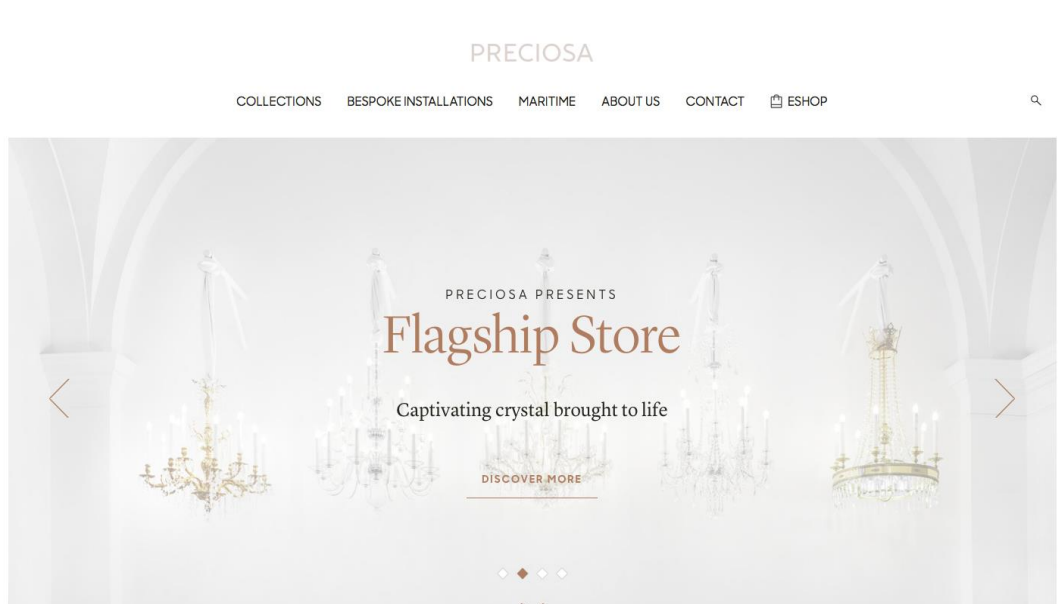 PRECIOSA
COLLECTIONS BESPOKE INSTALLATIONS MARITIME ABOUT US CONTACT ESHOP
PRECIOSA PRESENTS
Flagship Store
Captivating crystal brought to life
DISCOVER MORE